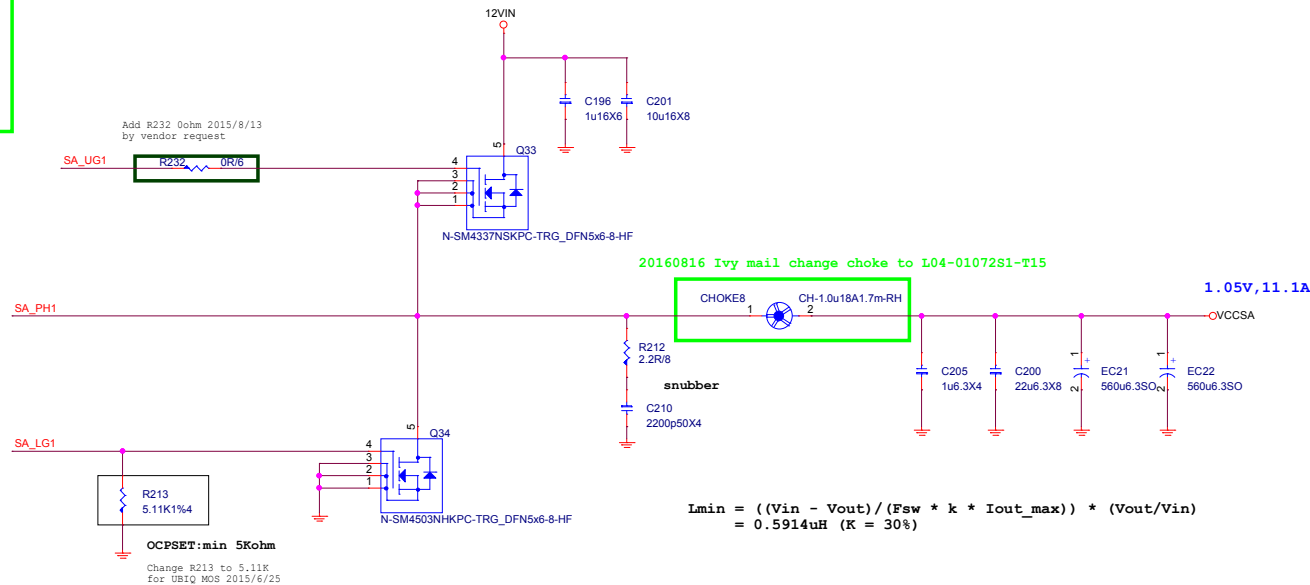 12VIN
C196
1u16X6
C201
10u16X8
Add R232 0ohm 2015/8/13
by vendor request
SA_UG1
R232
0R/6
5
Q33
4
3
2
1
N-SM4337NSKPC-TRG_DFN5x6-8-HF
20160816 Ivy mail change choke to L04-01072S1-T15
1.05V,11.1A
SA_PH1
CHOKE8
CH-1.0u18A1.7m-RH
1
2
VCCSA
R212
2.2R/8
snubber
C210
2200p50X4
C205
1u6.3X4
C200
22u6.3X8
1
+
2
EC21
560u6.3SO
1
+
2
EC22
560u6.3SO
SA_LG1
5
Q34
4
3
2
1
N-SM4503NHKPC-TRG_DFN5x6-8-HF
R213
5.11K1%4
OCPSET:min 5Kohm
Change R213 to 5.11K
for UBIQ MOS 2015/6/25
Lmin = ((Vin - Vout)/(Fsw * k * Iout_max)) * (Vout/Vin)
= 0.5914uH (K = 30%)